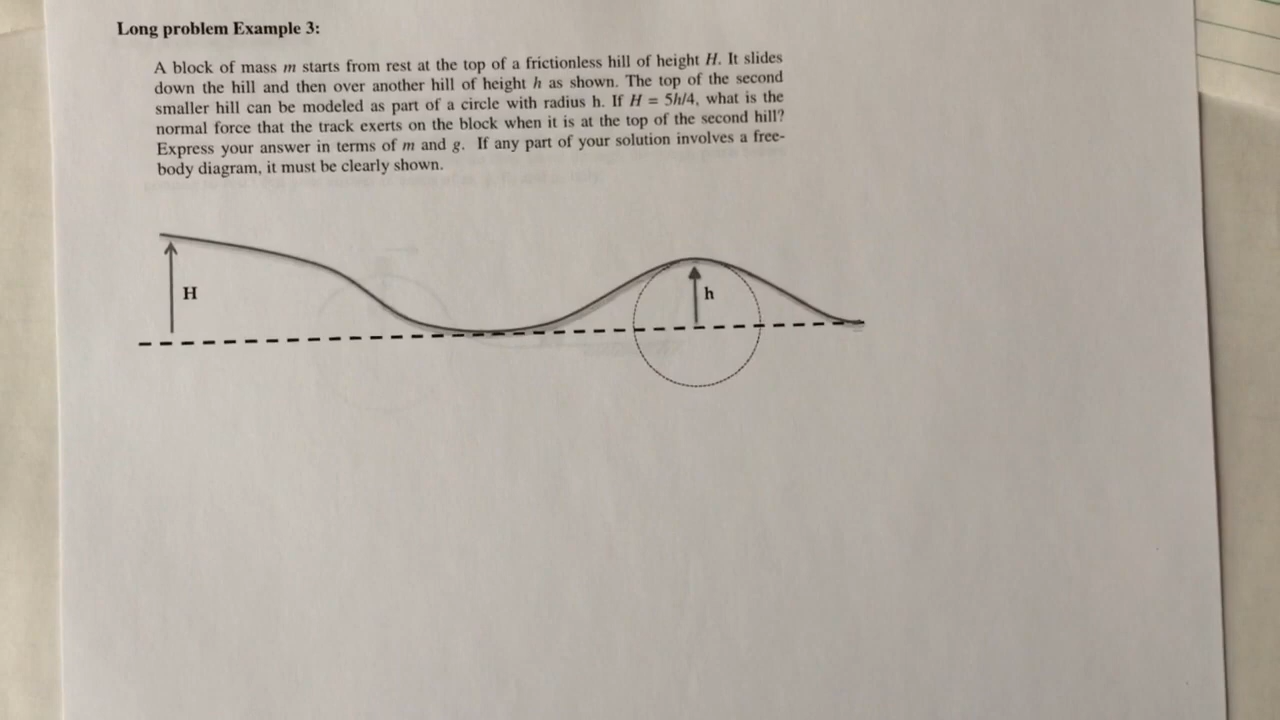 Long problem Example 3:
A block of mass m starts from rest at the top of a frictionless hill of height H. It slides
down the hill and then over another hill of height h as shown. The top of the second
smaller hill can be modeled as part of a circle with radius h. If H = 5h/4, what is the
normal force that the track exerts on the block when it is at the top of the second hill?
Express your answer in terms of m and g. If any part of your solution involves a free-
body diagram, it must be clearly shown.
H
h